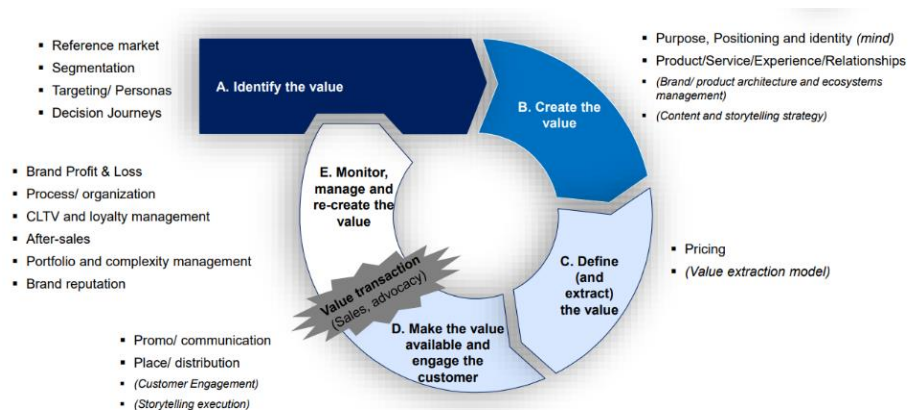 ▪ Reference market
▪ Segmentation
▪ Targeting/ Personas
▪ Decision Journeys
A. Identify the value
B. Create the
value
▪ Purpose, Positioning and identity (mind)
▪ Product/Service/Experience/Relationships
▪ (Brand/ product architecture and ecosystems
management)
▪ (Content and storytelling strategy)
C. Define
(and
extract)
the value
▪ Pricing
▪ (Value extraction model)
D. Make the value
available and
engage the
customer
▪ Promo/ communication
▪ Place/ distribution
▪ (Customer Engagement)
▪ (Storytelling execution)
Value transaction
(Sales, advocacy)
E. Monitor,
manage and
re-create the
value
▪ Brand Profit & Loss
▪ Process/ organization
▪ CLTV and loyalty management
▪ After-sales
▪ Portfolio and complexity management
▪ Brand reputation